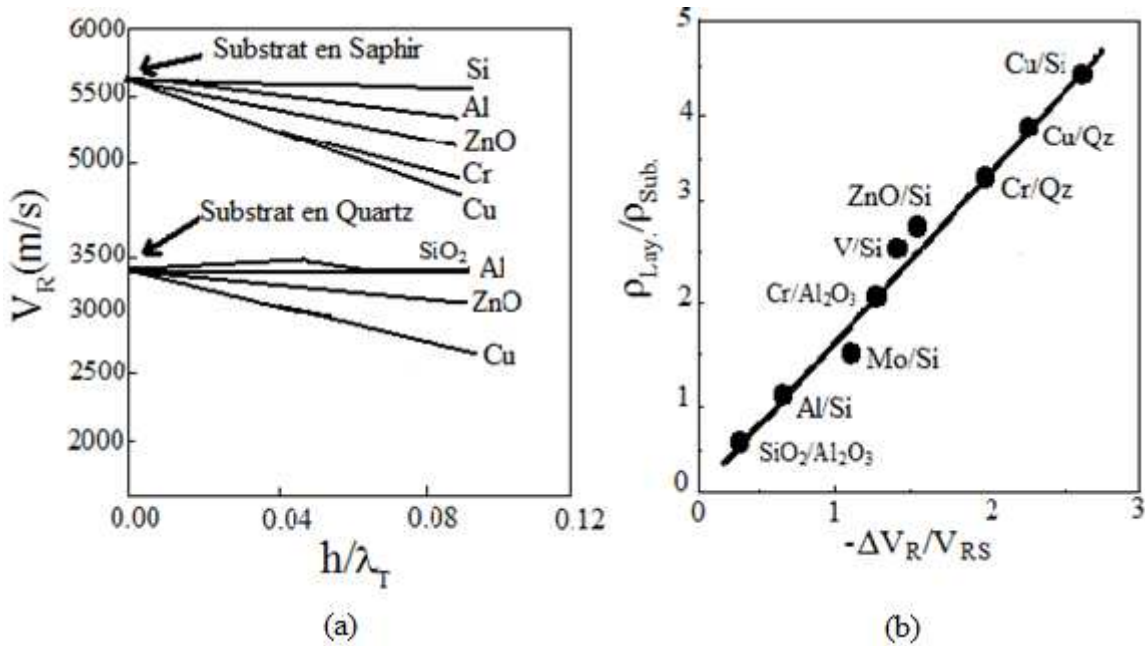 6000
5500
5000
3500
3000
2500
2000
V_R(m/s)
Substrat en Saphir
Si
Al
ZnO
Cr
Cu
Substrat en Quartz
SiO₂
Al
ZnO
Cu
0.00
0.04
0.08
0.12
h/λ_T
(a)
5
4
3
2
1
0
ρ_Lay./ρ_Sub.
Cu/Si
Cu/Qz
Cr/Qz
ZnO/Si
V/Si
Cr/Al₂O₃
Mo/Si
Al/Si
SiO₂/Al₂O₃
0
1
2
3
-ΔV_R/V_RS
(b)